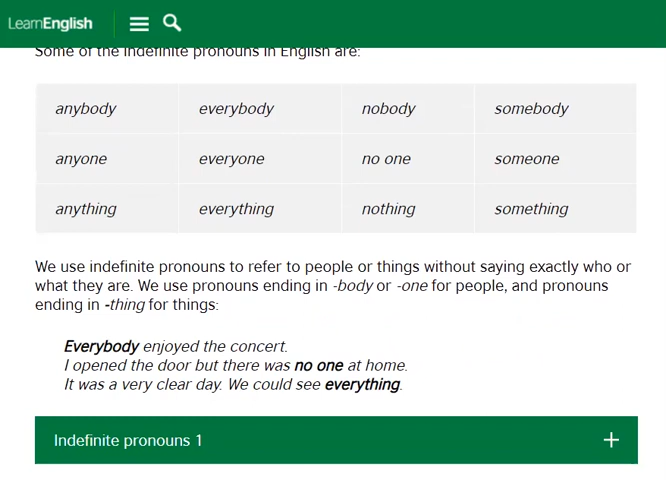 LearnEnglish
Some of the indefinite pronouns in English are:
anybody everybody nobody somebody
anyone everyone no one someone
anything everything nothing something
We use indefinite pronouns to refer to people or things without saying exactly who or
what they are. We use pronouns ending in -body or -one for people, and pronouns
ending in -thing for things:
Everybody enjoyed the concert.
I opened the door but there was no one at home.
It was a very clear day. We could see everything.
Indefinite pronouns 1 +